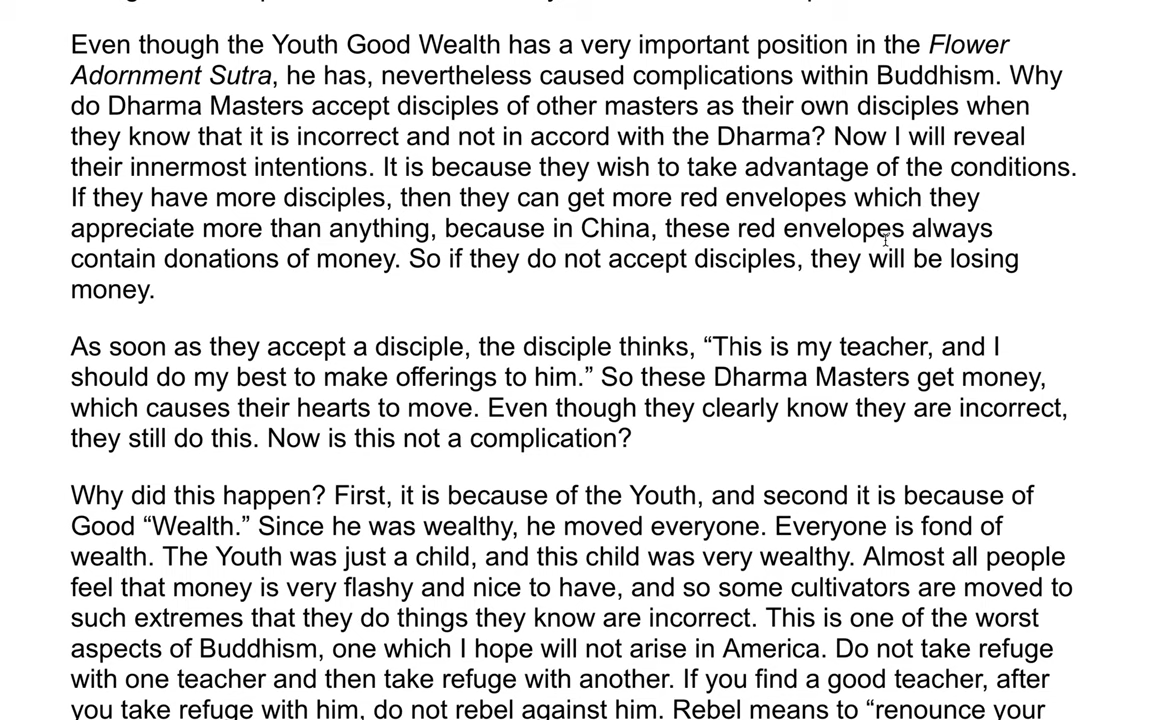 Even though the Youth Good Wealth has a very important position in the Flower
Adornment Sutra, he has, nevertheless caused complications within Buddhism. Why
do Dharma Masters accept disciples of other masters as their own disciples when
they know that it is incorrect and not in accord with the Dharma? Now I will reveal
their innermost intentions. It is because they wish to take advantage of the conditions.
If they have more disciples, then they can get more red envelopes which they
appreciate more than anything, because in China, these red envelopes always
contain donations of money. So if they do not accept disciples, they will be losing
money.
As soon as they accept a disciple, the disciple thinks, “This is my teacher, and I
should do my best to make offerings to him.” So these Dharma Masters get money,
which causes their hearts to move. Even though they clearly know they are incorrect,
they still do this. Now is this not a complication?
Why did this happen? First, it is because of the Youth, and second it is because of
Good “Wealth.” Since he was wealthy, he moved everyone. Everyone is fond of
wealth. The Youth was just a child, and this child was very wealthy. Almost all people
feel that money is very flashy and nice to have, and so some cultivators are moved to
such extremes that they do things they know are incorrect. This is one of the worst
aspects of Buddhism, one which I hope will not arise in America. Do not take refuge
with one teacher and then take refuge with another. If you find a good teacher, after
you take refuge with him, do not rebel against him. Rebel means to “renounce your